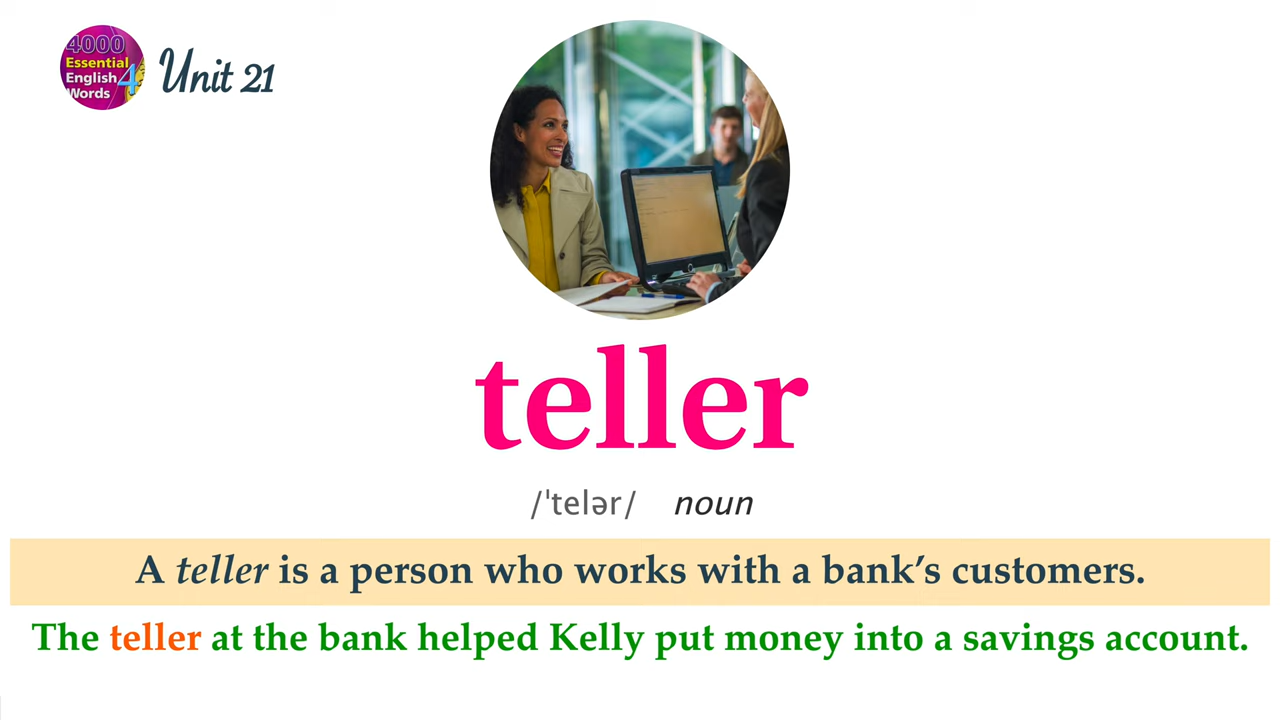 4000
Essential
English
Words
4
Unit 21
teller
/ˈtelər/ noun
A teller is a person who works with a bank’s customers.
The teller at the bank helped Kelly put money into a savings account.